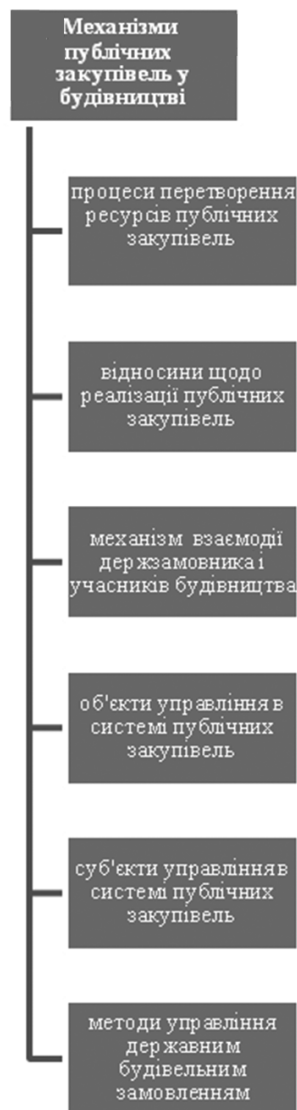 Механізми
публічних
закупівель у
будівництві
процеси перетворення
ресурсів публічних
закупівель
відносини щодо
реалізації публічних
закупівель
механізм взаємодії
держзамовника і
учасників будівництва
об'єкти управління в
системі публічних
закупівель
суб'єкти управління в
системі публічних
закупівель
методи управління
державним
будівельним
замовленням